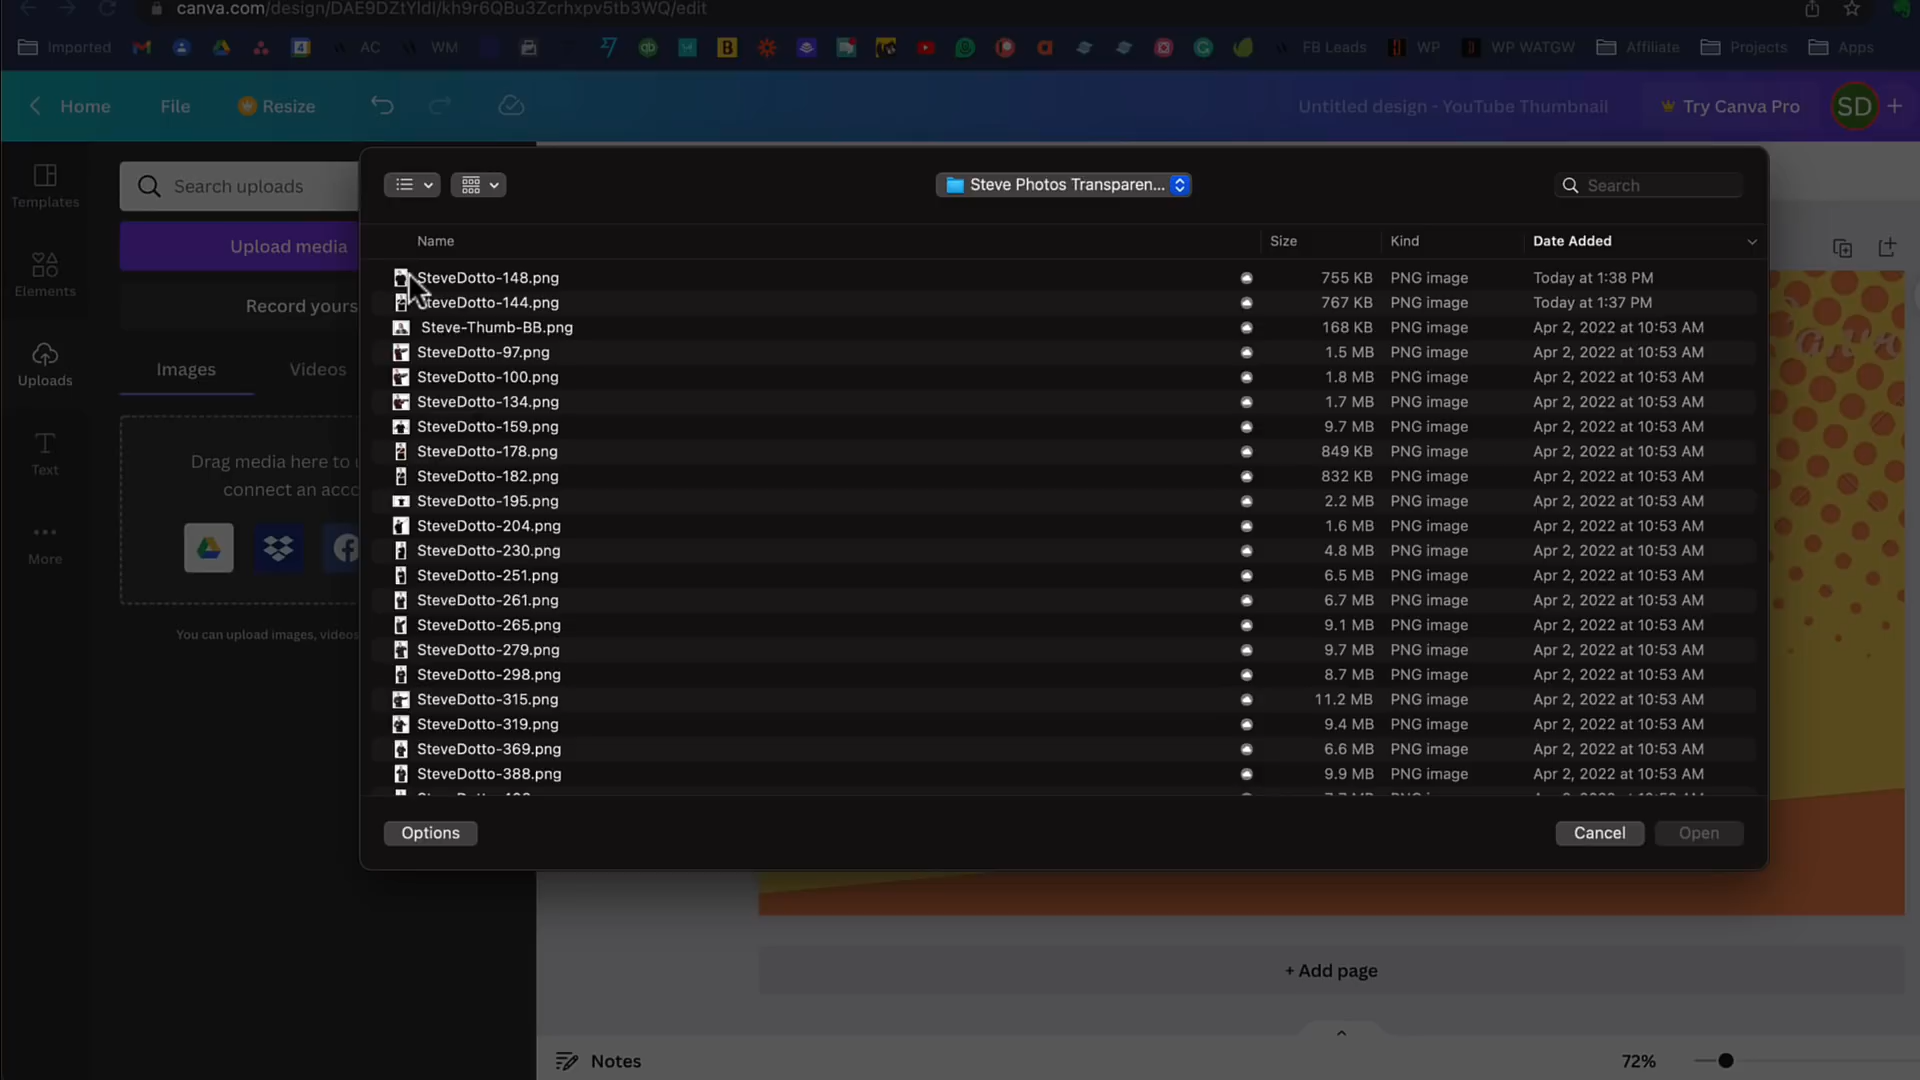 canva.com/design/DAE9DZtYldI/kh9r6QBu3Zcrhxpv5tb3WQ/edit
Imported 4 AC WM B FB Leads WP WP WATGW Affiliate Projects Apps
Home File Resize Untitled design - YouTube Thumbnail Try Canva Pro SD +
Templates
Elements
Uploads
Text
More
Search uploads
Upload media
Record yours
Images Videos
Drag media here to u
connect an acco
You can upload images, videos
Steve Photos Transparen... Search
Name Size Kind Date Added
SteveDotto-148.png 755 KB PNG image Today at 1:38 PM
teveDotto-144.png 767 KB PNG image Today at 1:37 PM
Steve-Thumb-BB.png 168 KB PNG image Apr 2, 2022 at 10:53 AM
SteveDotto-97.png 1.5 MB PNG image Apr 2, 2022 at 10:53 AM
SteveDotto-100.png 1.8 MB PNG image Apr 2, 2022 at 10:53 AM
SteveDotto-134.png 1.7 MB PNG image Apr 2, 2022 at 10:53 AM
SteveDotto-159.png 9.7 MB PNG image Apr 2, 2022 at 10:53 AM
SteveDotto-178.png 849 KB PNG image Apr 2, 2022 at 10:53 AM
SteveDotto-182.png 832 KB PNG image Apr 2, 2022 at 10:53 AM
SteveDotto-195.png 2.2 MB PNG image Apr 2, 2022 at 10:53 AM
SteveDotto-204.png 1.6 MB PNG image Apr 2, 2022 at 10:53 AM
SteveDotto-230.png 4.8 MB PNG image Apr 2, 2022 at 10:53 AM
SteveDotto-251.png 6.5 MB PNG image Apr 2, 2022 at 10:53 AM
SteveDotto-261.png 6.7 MB PNG image Apr 2, 2022 at 10:53 AM
SteveDotto-265.png 9.1 MB PNG image Apr 2, 2022 at 10:53 AM
SteveDotto-279.png 9.7 MB PNG image Apr 2, 2022 at 10:53 AM
SteveDotto-298.png 8.7 MB PNG image Apr 2, 2022 at 10:53 AM
SteveDotto-315.png 11.2 MB PNG image Apr 2, 2022 at 10:53 AM
SteveDotto-319.png 9.4 MB PNG image Apr 2, 2022 at 10:53 AM
SteveDotto-369.png 6.6 MB PNG image Apr 2, 2022 at 10:53 AM
SteveDotto-388.png 9.9 MB PNG image Apr 2, 2022 at 10:53 AM
Options Cancel Open
+ Add page
Notes 72%